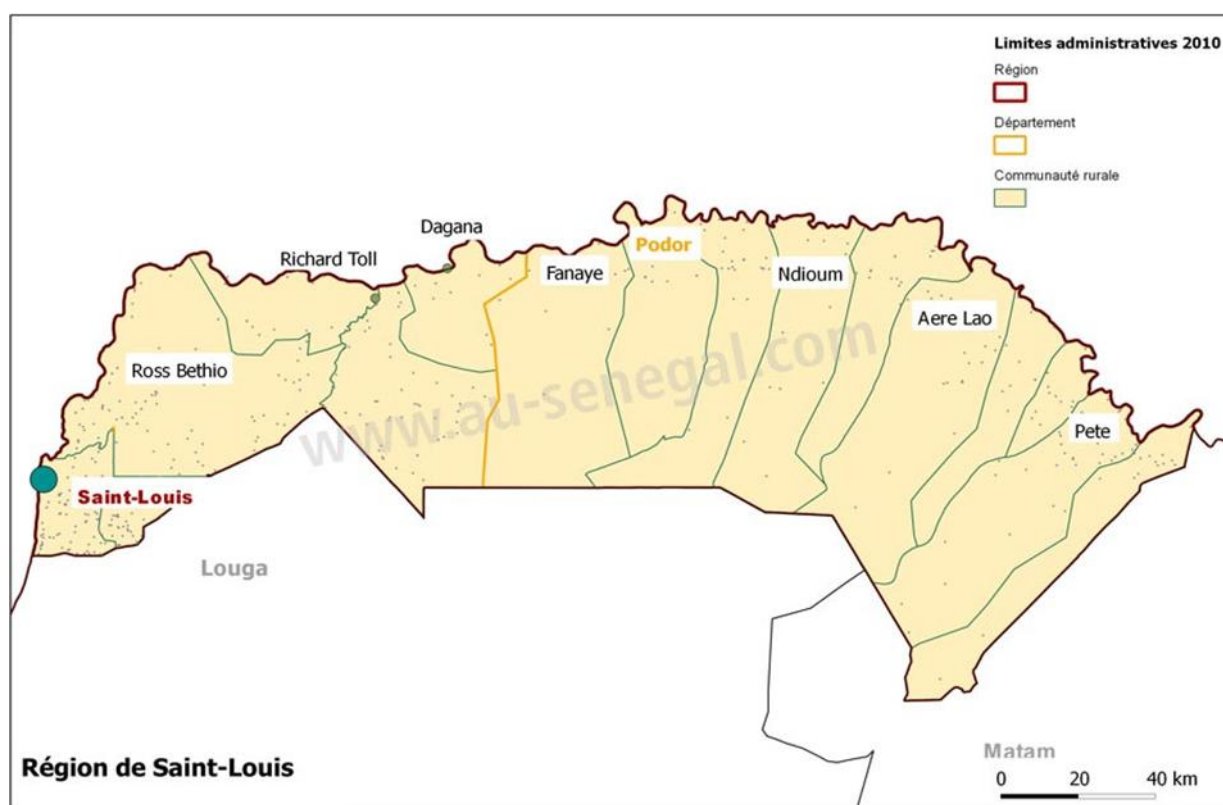 Limites administratives 2010
Région
Département
Communauté rurale
Dagana
Richard Toll
Podor
Fanaye
Ndioum
Aere Lao
Ross Bethio
Pete
www.au-senegal.com
Saint-Louis
Louga
Matam
Région de Saint-Louis
0 20 40 km